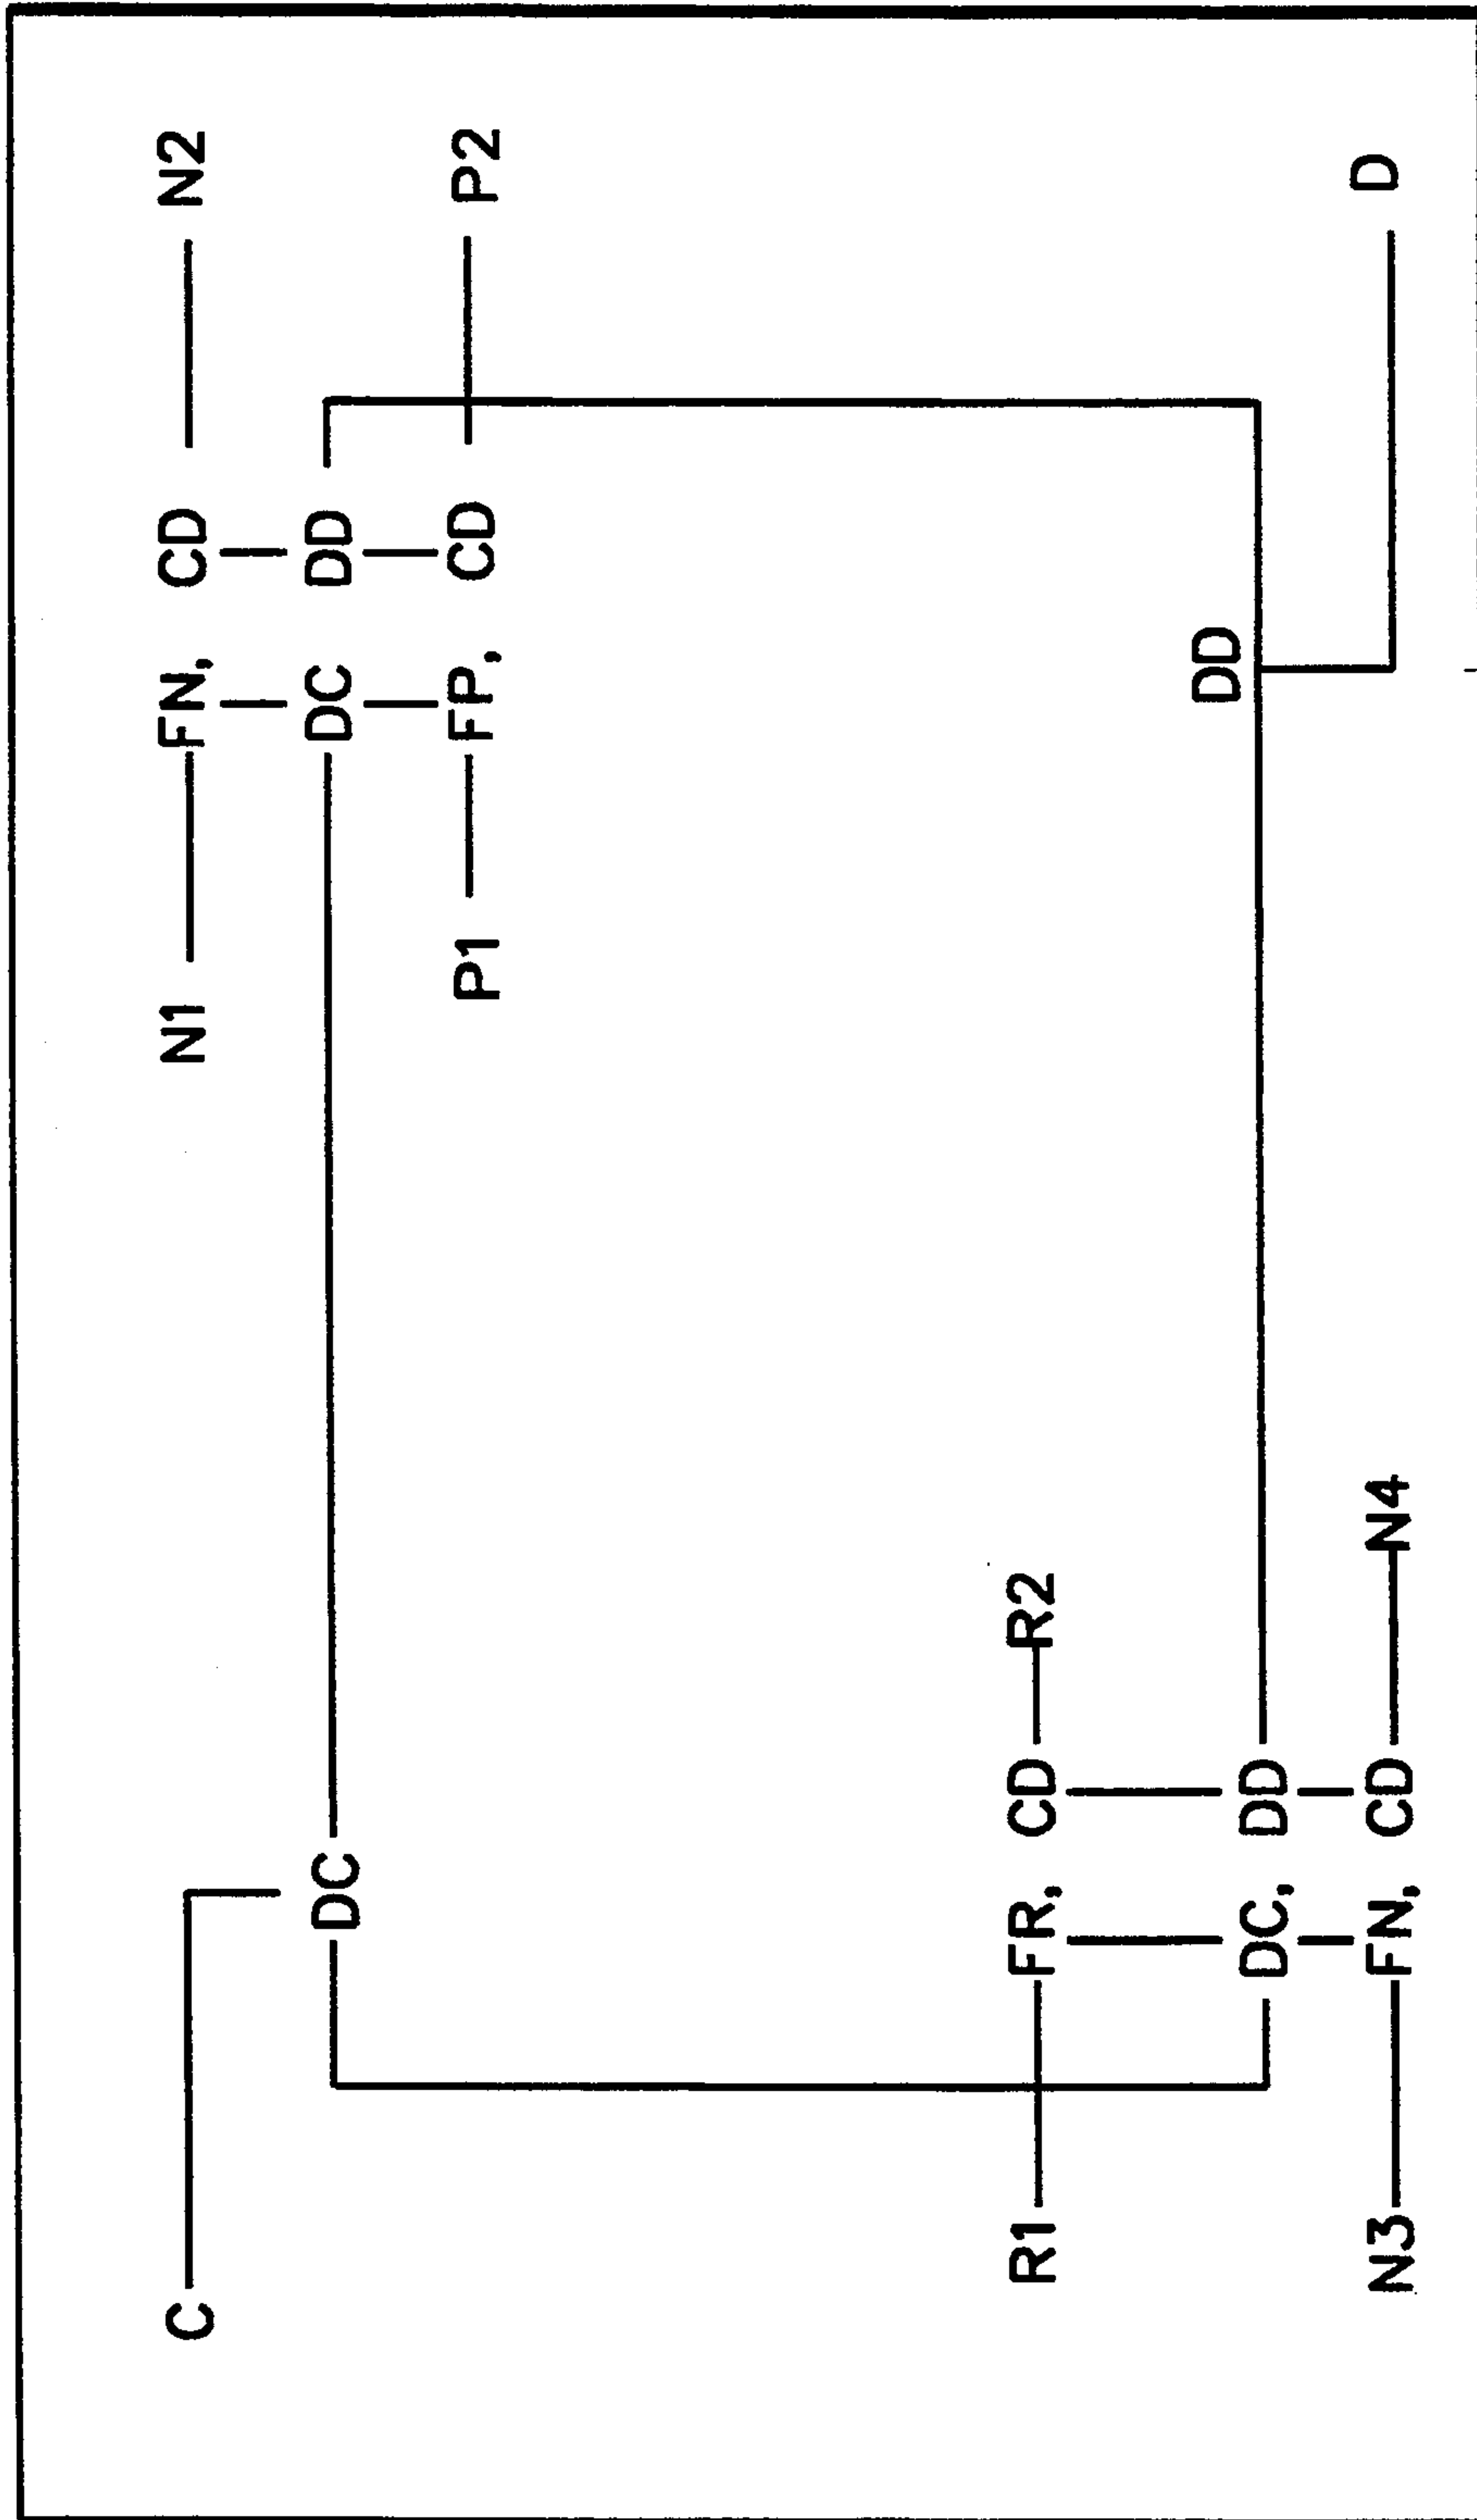 C N1 FN, CD N2
DC DC DD
P1 FP, CD P2
R1 FR, CD R2
DD
DC, DD
N3 FN, CD N4 D